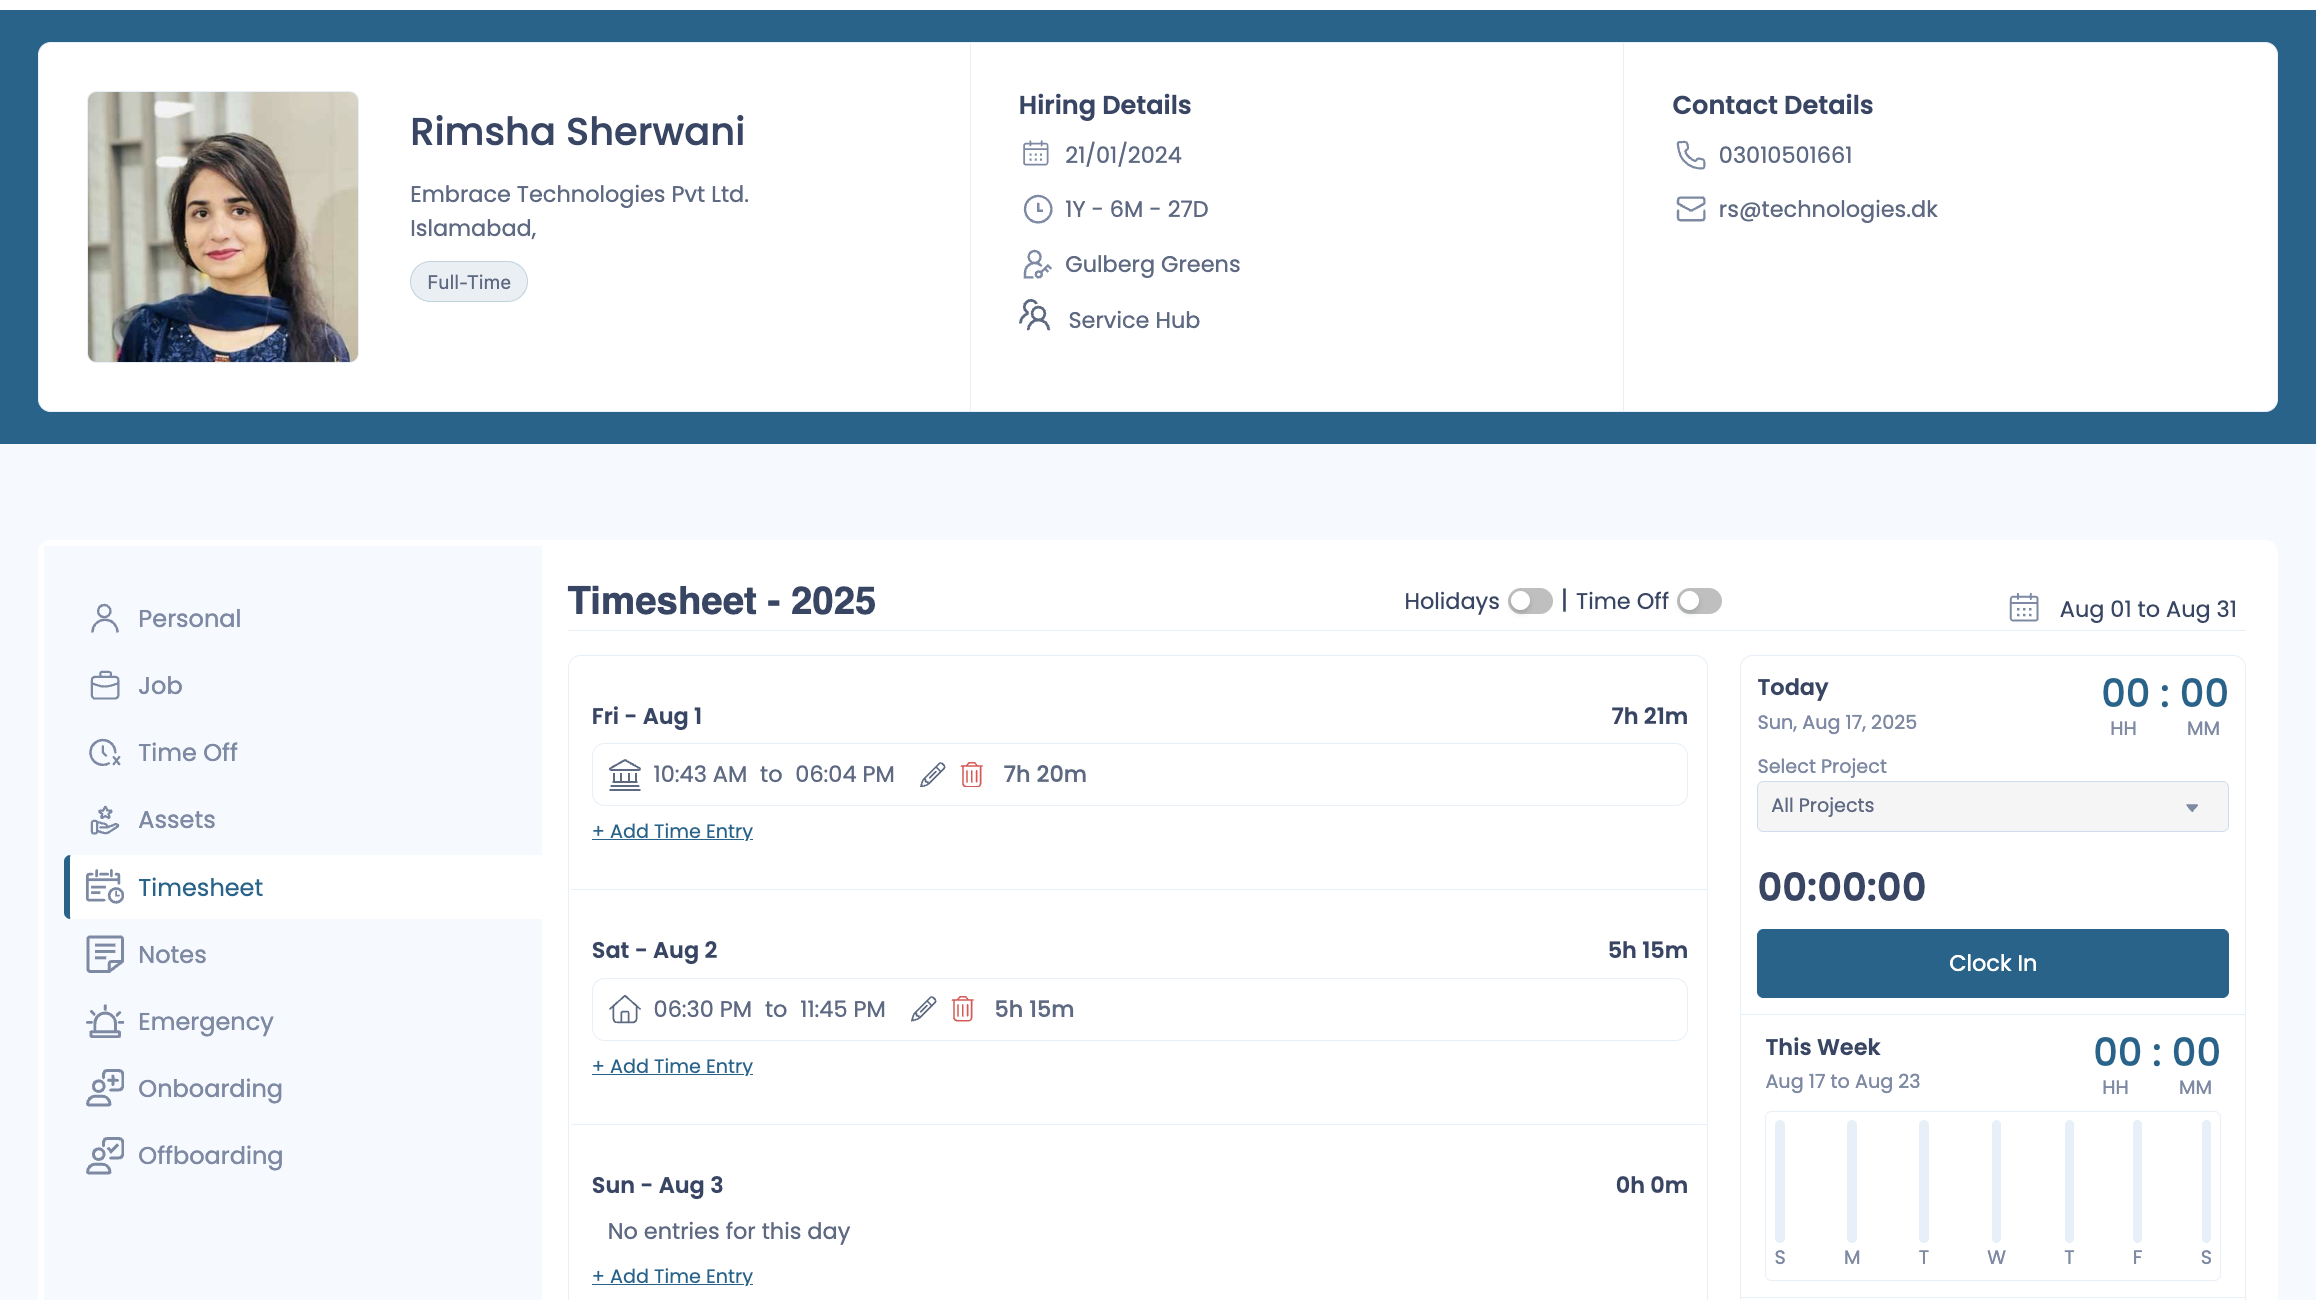 Rimsha Sherwani
Embrace Technologies Pvt Ltd.
Islamabad,
Full-Time
Hiring Details
21/01/2024
1Y - 6M - 27D
Gulberg Greens
Service Hub
Contact Details
03010501661
rs@technologies.dk
Personal
Job
Time Off
Assets
Timesheet
Notes
Emergency
Onboarding
Offboarding
Timesheet - 2025
Holidays | Time Off
Aug 01 to Aug 31
Fri - Aug 1 7h 21m
10:43 AM to 06:04 PM 7h 20m
+ Add Time Entry
Sat - Aug 2 5h 15m
06:30 PM to 11:45 PM 5h 15m
+ Add Time Entry
Sun - Aug 3 0h 0m
No entries for this day
+ Add Time Entry
Today 00 : 00
Sun, Aug 17, 2025 HH MM
Select Project
All Projects
00:00:00
Clock In
This Week 00 : 00
Aug 17 to Aug 23 HH MM
S M T W T F S